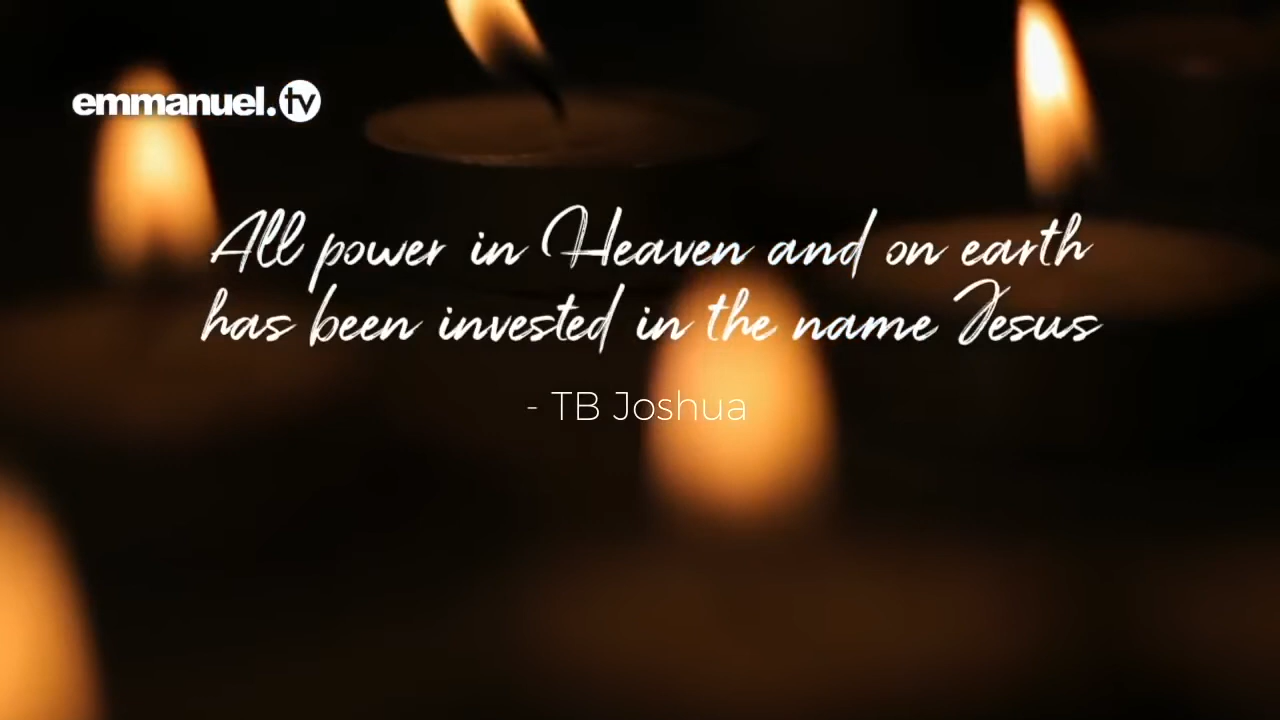 emmanuel.tv
All power in Heaven and on earth
has been invested in the name Jesus
- TB Joshua